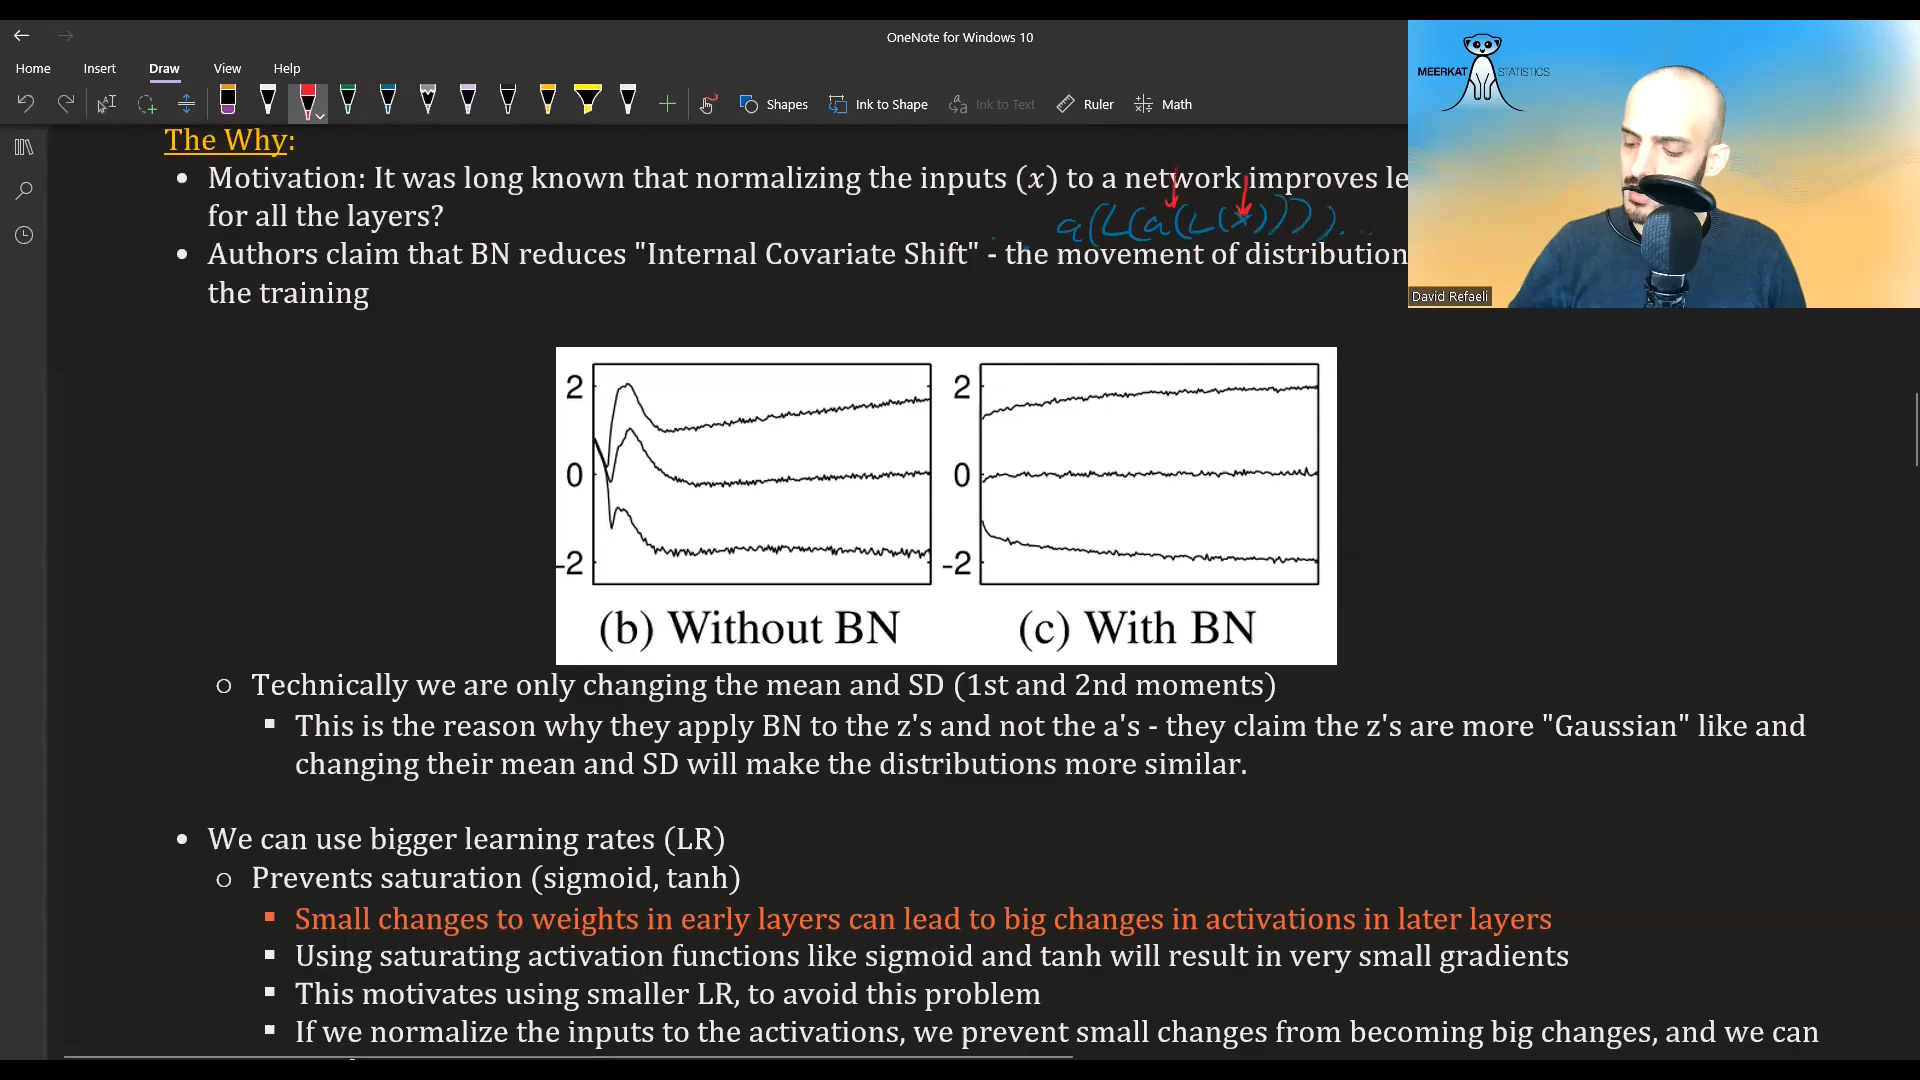 OneNote for Windows 10
MEERKAT STATISTICS
Home Insert Draw View Help
Shapes Ink to Shape Ink to Text Ruler Math
The Why:
• Motivation: It was long known that normalizing the inputs (x) to a network improves le
for all the layers?
a(L(a(L(x))))...
• Authors claim that BN reduces "Internal Covariate Shift" - the movement of distribution
the training
David Refaeli
2 2
0 0
-2 -2
(b) Without BN (c) With BN
○ Technically we are only changing the mean and SD (1st and 2nd moments)
▪ This is the reason why they apply BN to the z's and not the a's - they claim the z's are more "Gaussian" like and
changing their mean and SD will make the distributions more similar.
• We can use bigger learning rates (LR)
○ Prevents saturation (sigmoid, tanh)
▪ Small changes to weights in early layers can lead to big changes in activations in later layers
▪ Using saturating activation functions like sigmoid and tanh will result in very small gradients
▪ This motivates using smaller LR, to avoid this problem
▪ If we normalize the inputs to the activations, we prevent small changes from becoming big changes, and we can